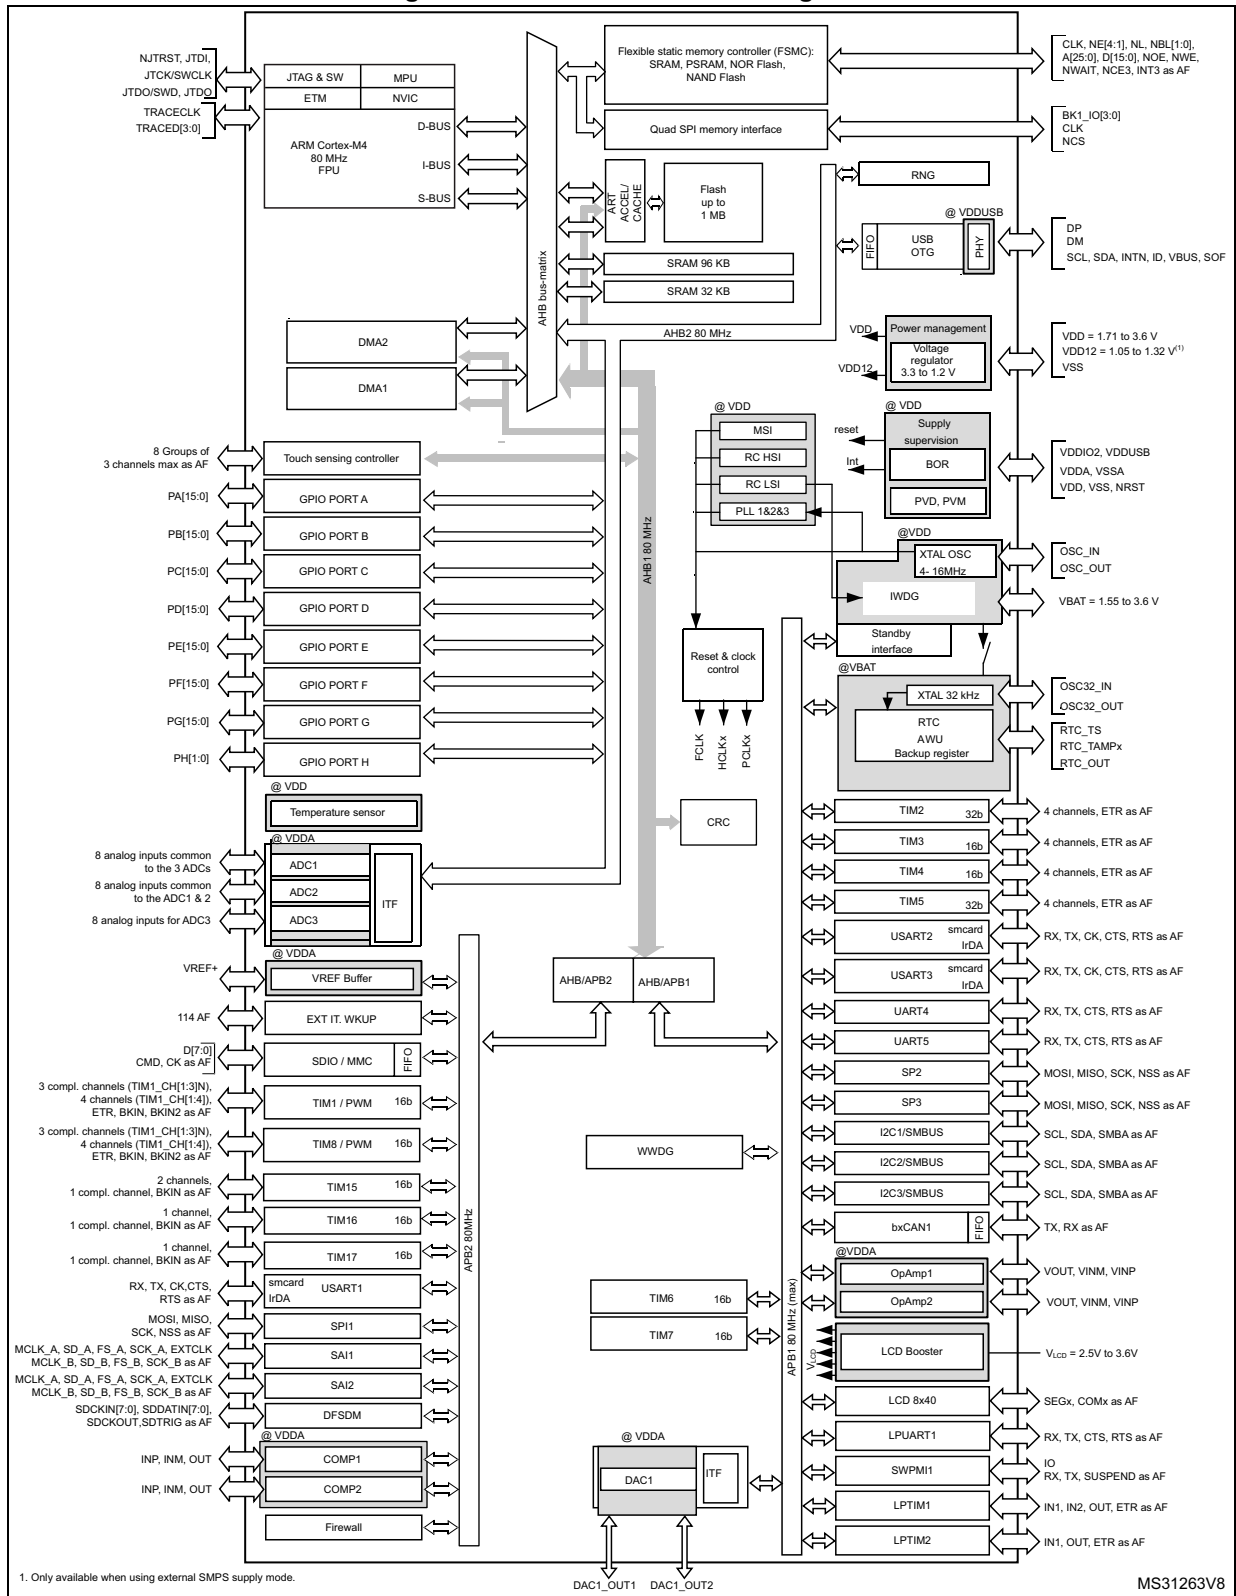 NJTRST, JTDI,
JTCK/SWCLK
JTDO/SWD, JTDO
TRACECLK
TRACED[3:0]
JTAG & SW
MPU
ETM
NVIC
ARM Cortex-M4
80 MHz
FPU
D-BUS
I-BUS
S-BUS
AHB bus-matrix
Flexible static memory controller (FSMC):
SRAM, PSRAM, NOR Flash,
NAND Flash
CLK, NE[4:1], NL, NBL[1:0],
A[25:0], D[15:0], NOE, NWE,
NWAIT, NCE3, INT3 as AF
Quad SPI memory interface
BK1_IO[3:0]
CLK
NCS
ART
ACCEL/
CACHE
Flash
up to
1 MB
RNG
@ VDDUSB
FIFO
USB
OTG
PHY
DP
DM
SCL, SDA, INTN, ID, VBUS, SOF
SRAM 96 KB
SRAM 32 KB
AHB2 80 MHz
DMA2
DMA1
VDD
Power management
Voltage
regulator
3.3 to 1.2 V
VDD12
VDD = 1.71 to 3.6 V
VDD12 = 1.05 to 1.32 V(1)
VSS
@ VDD
MSI
RC HSI
RC LSI
PLL 1&2&3
@ VDD
reset
Supply
supervision
Int
BOR
PVD, PVM
VDDIO2, VDDUSB
VDDA, VSSA
VDD, VSS, NRST
8 Groups of
3 channels max as AF
Touch sensing controller
PA[15:0]
GPIO PORT A
PB[15:0]
GPIO PORT B
PC[15:0]
GPIO PORT C
PD[15:0]
GPIO PORT D
PE[15:0]
GPIO PORT E
PF[15:0]
GPIO PORT F
PG[15:0]
GPIO PORT G
PH[1:0]
GPIO PORT H
AHB1 80 MHz
@VDD
XTAL OSC
4- 16MHz
IWDG
OSC_IN
OSC_OUT
VBAT = 1.55 to 3.6 V
Standby
interface
@VBAT
Reset & clock
control
FCLK
HCLKx
PCLKx
XTAL 32 kHz
RTC
AWU
Backup register
OSC32_IN
OSC32_OUT
RTC_TS
RTC_TAMPx
RTC_OUT
@ VDD
Temperature sensor
@ VDDA
8 analog inputs common
to the 3 ADCs
ADC1
8 analog inputs common
to the ADC1 & 2
ADC2
8 analog inputs for ADC3
ADC3
ITF
CRC
TIM2
32b
4 channels, ETR as AF
TIM3
16b
4 channels, ETR as AF
TIM4
16b
4 channels, ETR as AF
TIM5
32b
4 channels, ETR as AF
USART2
smcard
IrDA
RX, TX, CK, CTS, RTS as AF
USART3
smcard
IrDA
RX, TX, CK, CTS, RTS as AF
UART4
RX, TX, CTS, RTS as AF
UART5
RX, TX, CTS, RTS as AF
SP2
MOSI, MISO, SCK, NSS as AF
SP3
MOSI, MISO, SCK, NSS as AF
I2C1/SMBUS
SCL, SDA, SMBA as AF
I2C2/SMBUS
SCL, SDA, SMBA as AF
I2C3/SMBUS
SCL, SDA, SMBA as AF
bxCAN1
FIFO
TX, RX as AF
@VDDA
OpAmp1
VOUT, VINM, VINP
OpAmp2
VOUT, VINM, VINP
VLCD
LCD Booster
VLCD = 2.5V to 3.6V
LCD 8x40
SEGx, COMx as AF
LPUART1
RX, TX, CTS, RTS as AF
SWPMI1
IO
RX, TX, SUSPEND as AF
LPTIM1
IN1, IN2, OUT, ETR as AF
LPTIM2
IN1, OUT, ETR as AF
APB1 80 MHz (max)
AHB/APB2
AHB/APB1
WWDG
TIM6
16b
TIM7
16b
@ VDDA
DAC1
ITF
DAC1_OUT1
DAC1_OUT2
@ VDDA
VREF+
VREF Buffer
114 AF
EXT IT. WKUP
D[7:0]
CMD, CK as AF
SDIO / MMC
FIFO
3 compl. channels (TIM1_CH[1:3]N),
4 channels (TIM1_CH[1:4]),
ETR, BKIN, BKIN2 as AF
TIM1 / PWM
16b
3 compl. channels (TIM1_CH[1:3]N),
4 channels (TIM1_CH[1:4]),
ETR, BKIN, BKIN2 as AF
TIM8 / PWM
16b
2 channels,
1 compl. channel, BKIN as AF
TIM15
16b
1 channel,
1 compl. channel, BKIN as AF
TIM16
16b
1 channel,
1 compl. channel, BKIN as AF
TIM17
16b
RX, TX, CK,CTS,
RTS as AF
smcard
IrDA
USART1
MOSI, MISO,
SCK, NSS as AF
SPI1
MCLK_A, SD_A, FS_A, SCK_A, EXTCLK
MCLK_B, SD_B, FS_B, SCK_B as AF
SAI1
MCLK_A, SD_A, FS_A, SCK_A, EXTCLK
MCLK_B, SD_B, FS_B, SCK_B as AF
SAI2
SDCKIN[7:0], SDDATIN[7:0],
SDCKOUT,SDTRIG as AF
DFSDM
@ VDDA
INP, INM, OUT
COMP1
INP, INM, OUT
COMP2
Firewall
APB2 80MHz
1. Only available when using external SMPS supply mode.
MS31263V8